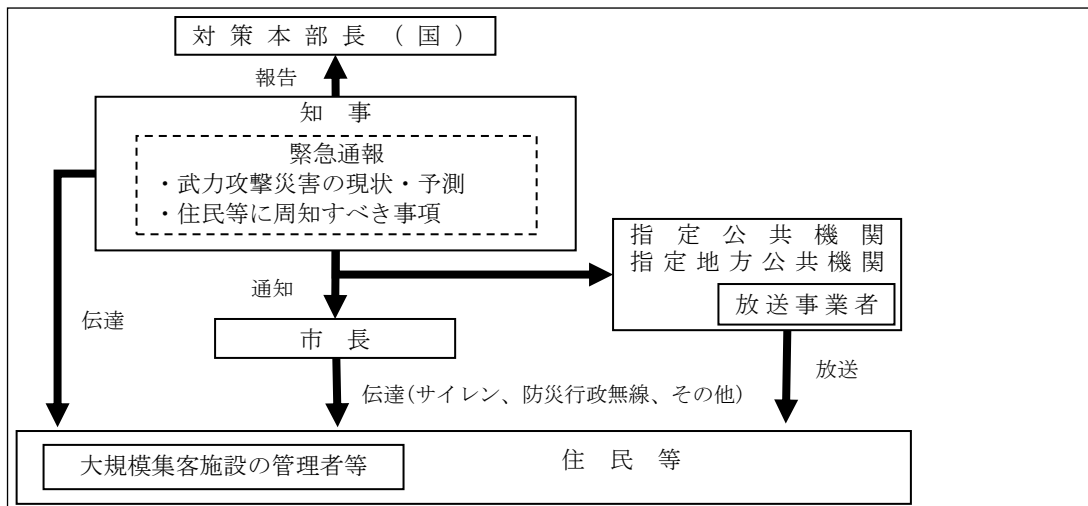 対策本部長（国）
報告
知 事
緊急通報
・武力攻撃災害の現状・予測
・住民等に周知すべき事項
指定公共機関
指定地方公共機関
放送事業者
通知
伝達
市 長
放送
伝達(サイレン、防災行政無線、その他)
大規模集客施設の管理者等
住 民 等